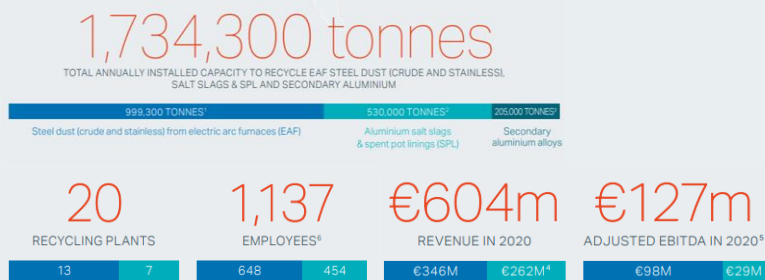 1,734,300 tonnes
TOTAL ANNUALLY INSTALLED CAPACITY TO RECYCLE EAF STEEL DUST (CRUDE AND STAINLESS),
SALT SLAGS & SPL AND SECONDARY ALUMINIUM
999,300 TONNES¹ 530,000 TONNES² 205,000 TONNES³
Steel dust (crude and stainless) from electric arc furnaces (EAF) Aluminium salt slags Secondary
& spent pot linings (SPL) aluminium alloys
20 1,137 €604m €127m
RECYCLING PLANTS EMPLOYEES⁶ REVENUE IN 2020 ADJUSTED EBITDA IN 2020⁵
13 7 648 454 €346M €262M⁴ €98M €29M